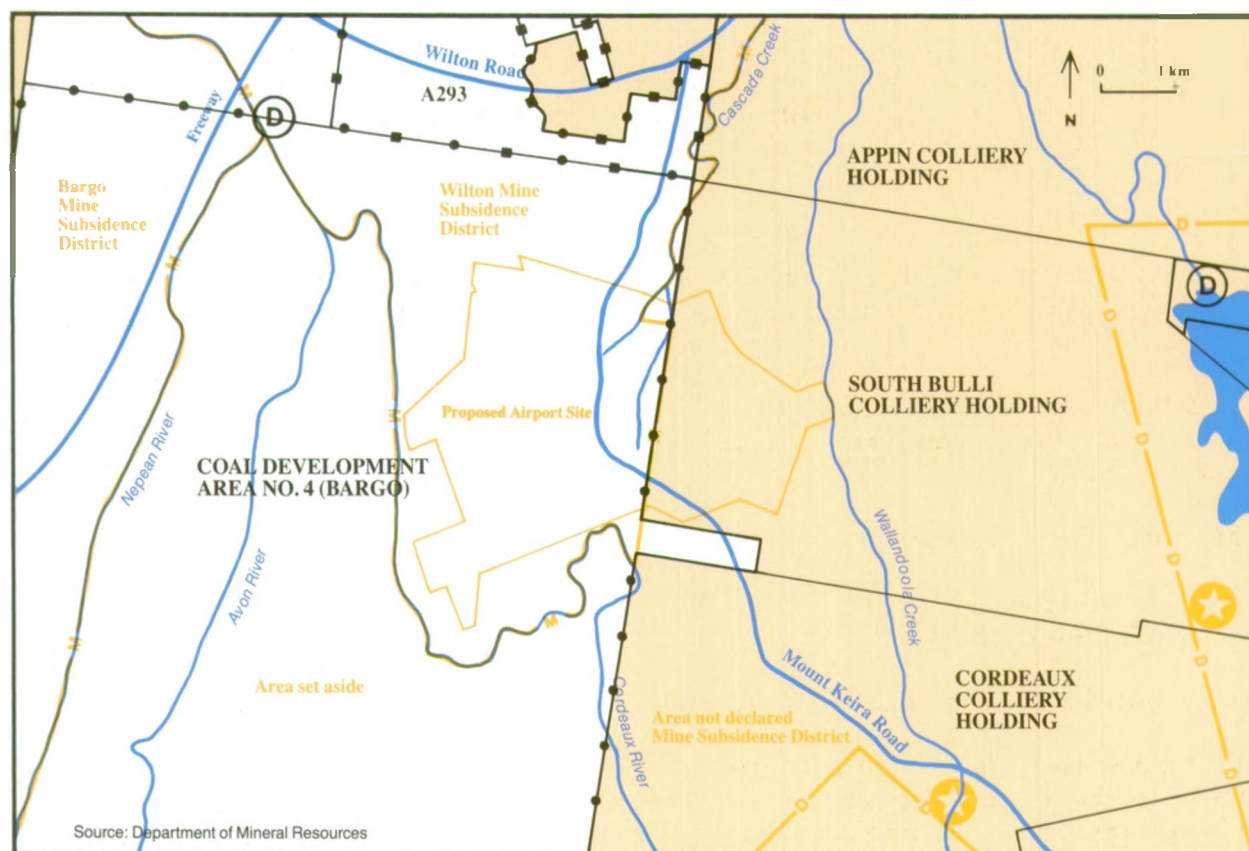 Wilton Road
A293
Cascade Creek
0 1 km
N
M
D
Freeway
APPIN COLLIERY
HOLDING
Bargo
Mine
Subsidence
District
Wilton Mine
Subsidence
District
D
M
D
D
SOUTH BULLI
COLLIERY HOLDING
Proposed Airport Site
M
Nepean River
D
COAL DEVELOPMENT
AREA NO. 4 (BARGO)
Wallandoola Creek
D
Avon River
M
M
D
Mount Keira Road
CORDEAUX
COLLIERY
HOLDING
Area set aside
Cordeaux River
Area not declared
Mine Subsidence District
D
D
D
Source: Department of Mineral Resources